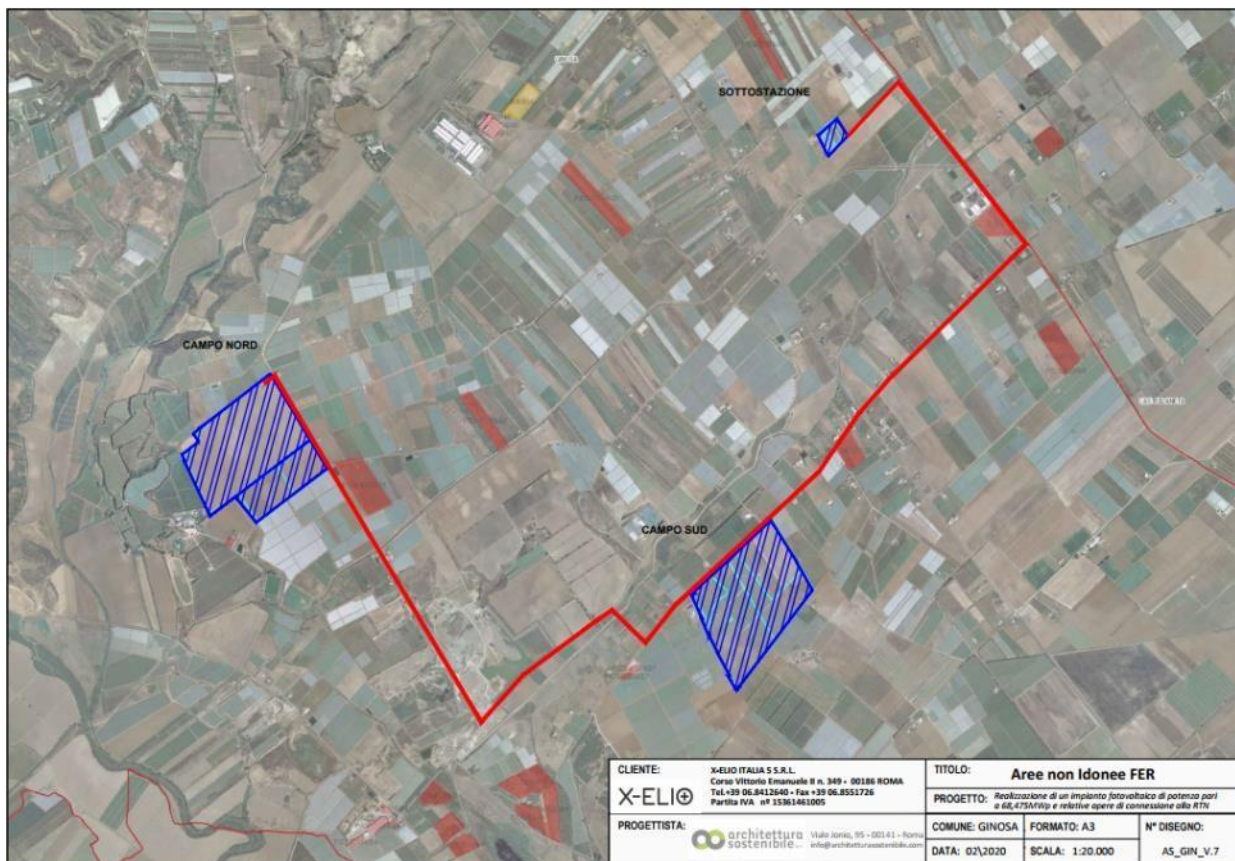 SOTTOSTAZIONE
CAMPO NORD
CAMPO SUD
CLIENTE:
X-ELIO
X-ELIO ITALIA 5 S.R.L.
Corso Vittorio Emanuele II n. 349 - 00186 ROMA
Tel.+39 06.8412640 - Fax +39 06.8551726
Partita IVA n° 15361461005
TITOLO: Aree non Idonee FER
PROGETTO: Realizzazione di un impianto fotovoltaico di potenza pari
a 68,475MWp e relative opere di connessione alla RTN
PROGETTISTA:
architettura
sostenibile
Viale Jonio, 95 - 00141 - Roma
info@architetturasostenibile.com
COMUNE: GINOSA FORMATO: A3 N° DISEGNO:
DATA: 02\2020 SCALA: 1:20.000 AS_GIN_V.7